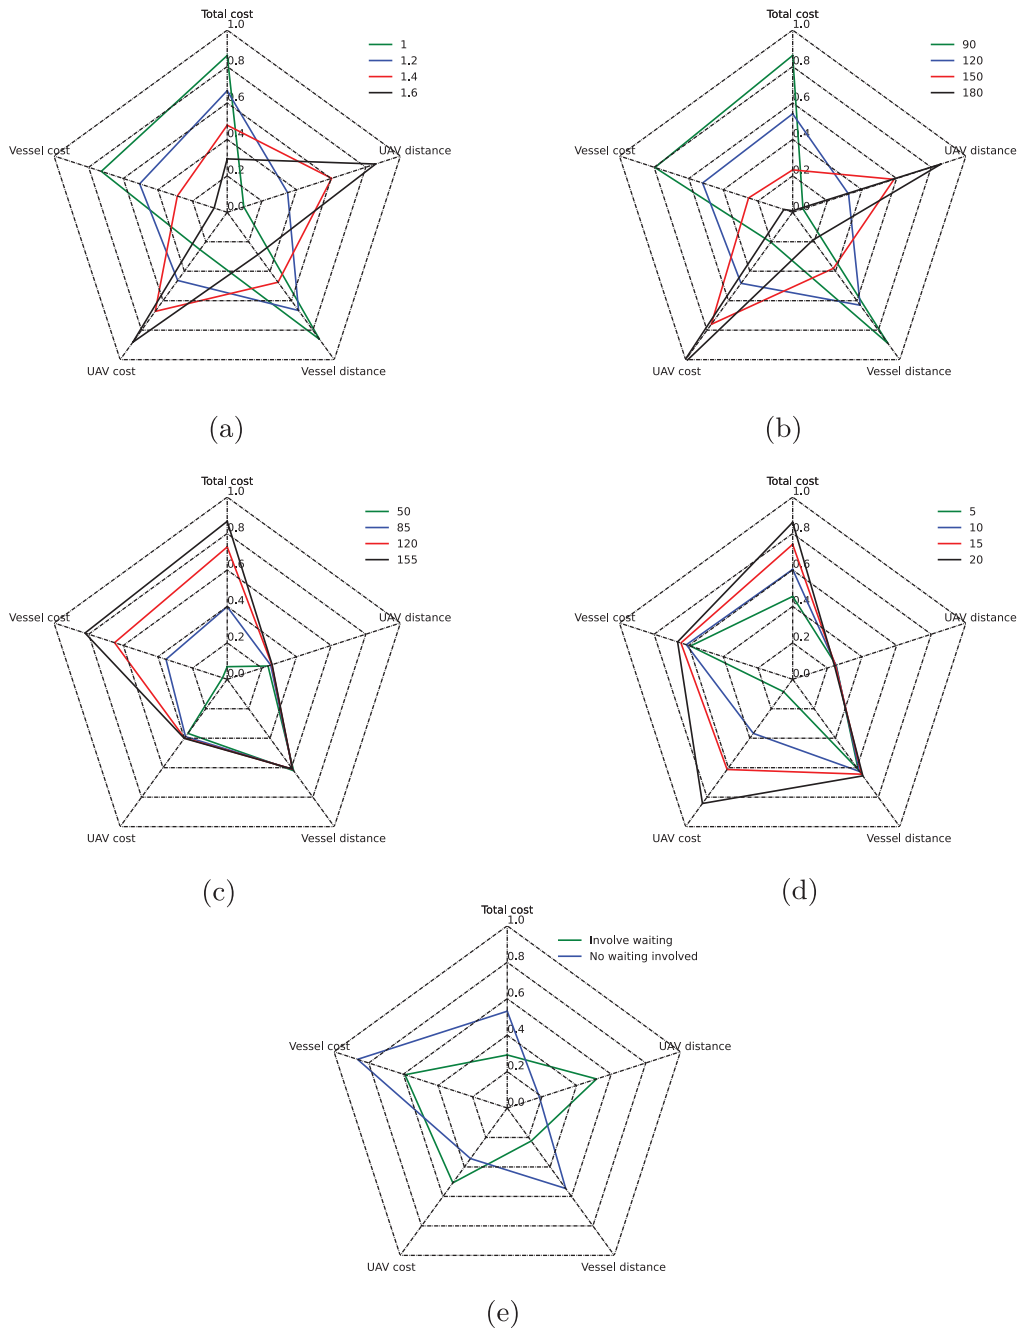 Total cost
1.0
0.8
0.6
0.4
0.2
0.0
UAV distance
Vessel cost
UAV cost
Vessel distance
1
1.2
1.4
1.6
(a)
Total cost
1.0
0.8
0.6
0.4
0.2
0.0
UAV distance
Vessel cost
UAV cost
Vessel distance
90
120
150
180
(b)
Total cost
1.0
0.8
0.6
0.4
0.2
0.0
UAV distance
Vessel cost
UAV cost
Vessel distance
50
85
120
155
(c)
Total cost
1.0
0.8
0.6
0.4
0.2
0.0
UAV distance
Vessel cost
UAV cost
Vessel distance
5
10
15
20
(d)
Total cost
1.0
0.8
0.6
0.4
0.2
0.0
UAV distance
Vessel cost
UAV cost
Vessel distance
Involve waiting
No waiting involved
(e)